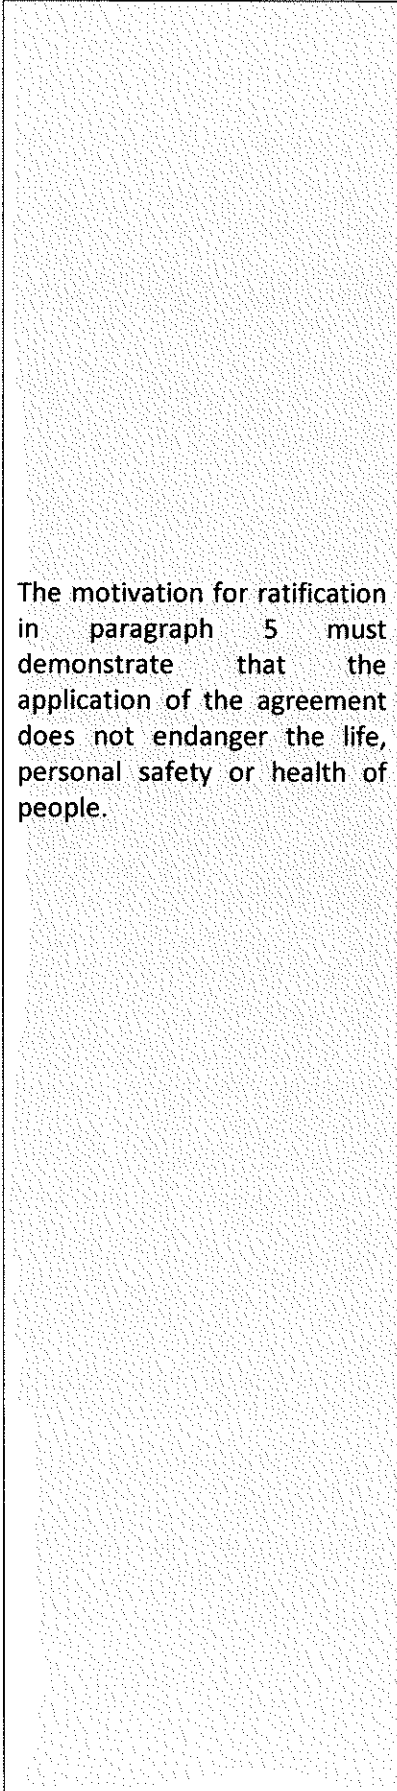 The motivation for ratification
in paragraph 5 must
demonstrate that the
application of the agreement
does not endanger the life,
personal safety or health of
people.